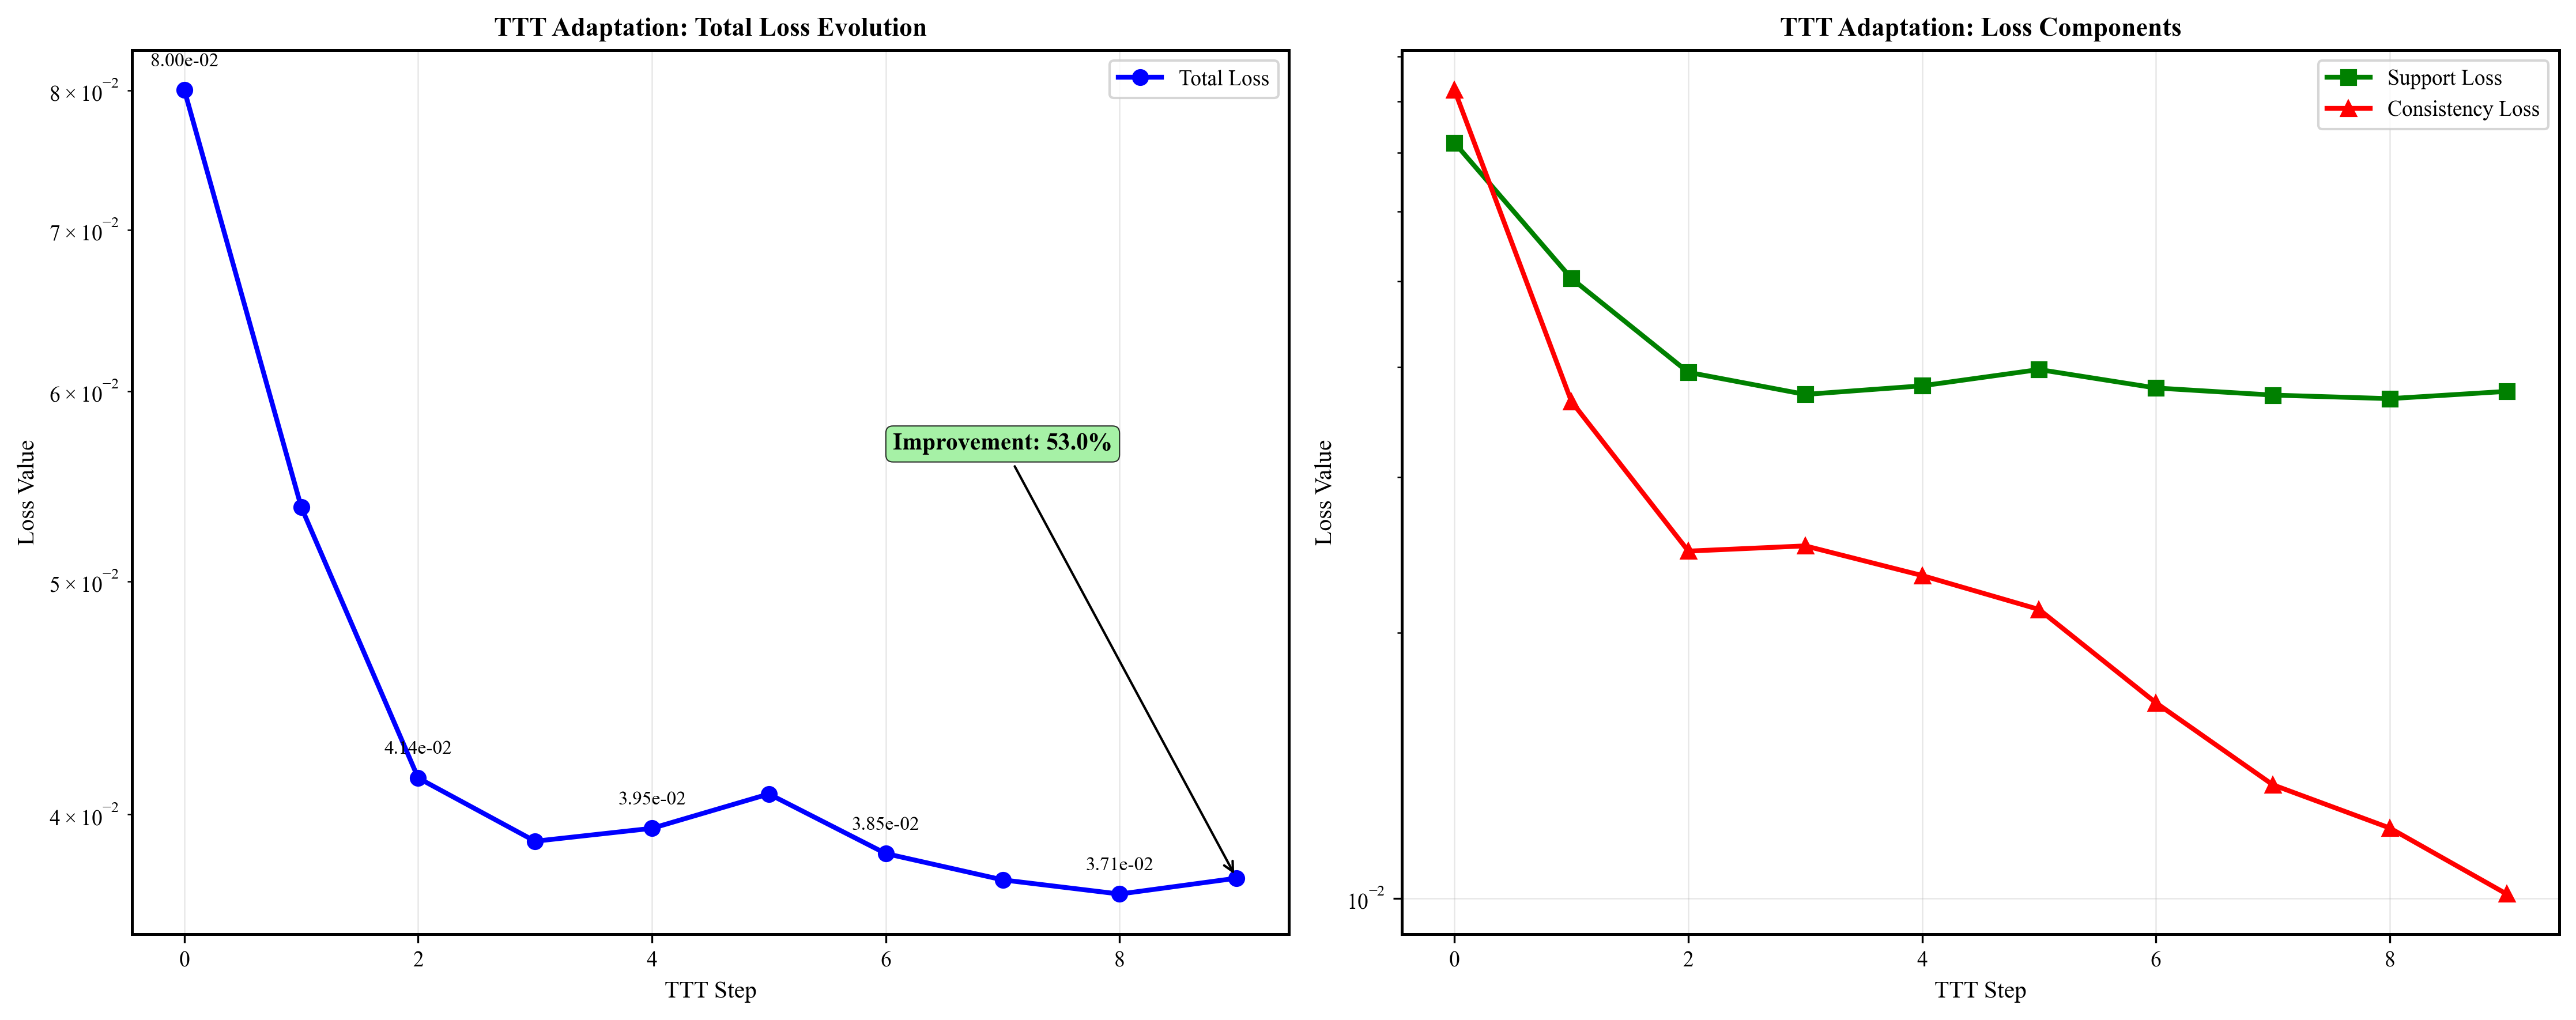 TTT Adaptation: Total Loss Evolution
8.00e-02
Total Loss
8 × 10⁻²
7 × 10⁻²
6 × 10⁻²
5 × 10⁻²
4 × 10⁻²
Loss Value
Improvement: 53.0%
4.14e-02
3.95e-02
3.85e-02
3.71e-02
0 2 4 6 8
TTT Step
TTT Adaptation: Loss Components
Support Loss
Consistency Loss
Loss Value
10⁻²
0 2 4 6 8
TTT Step